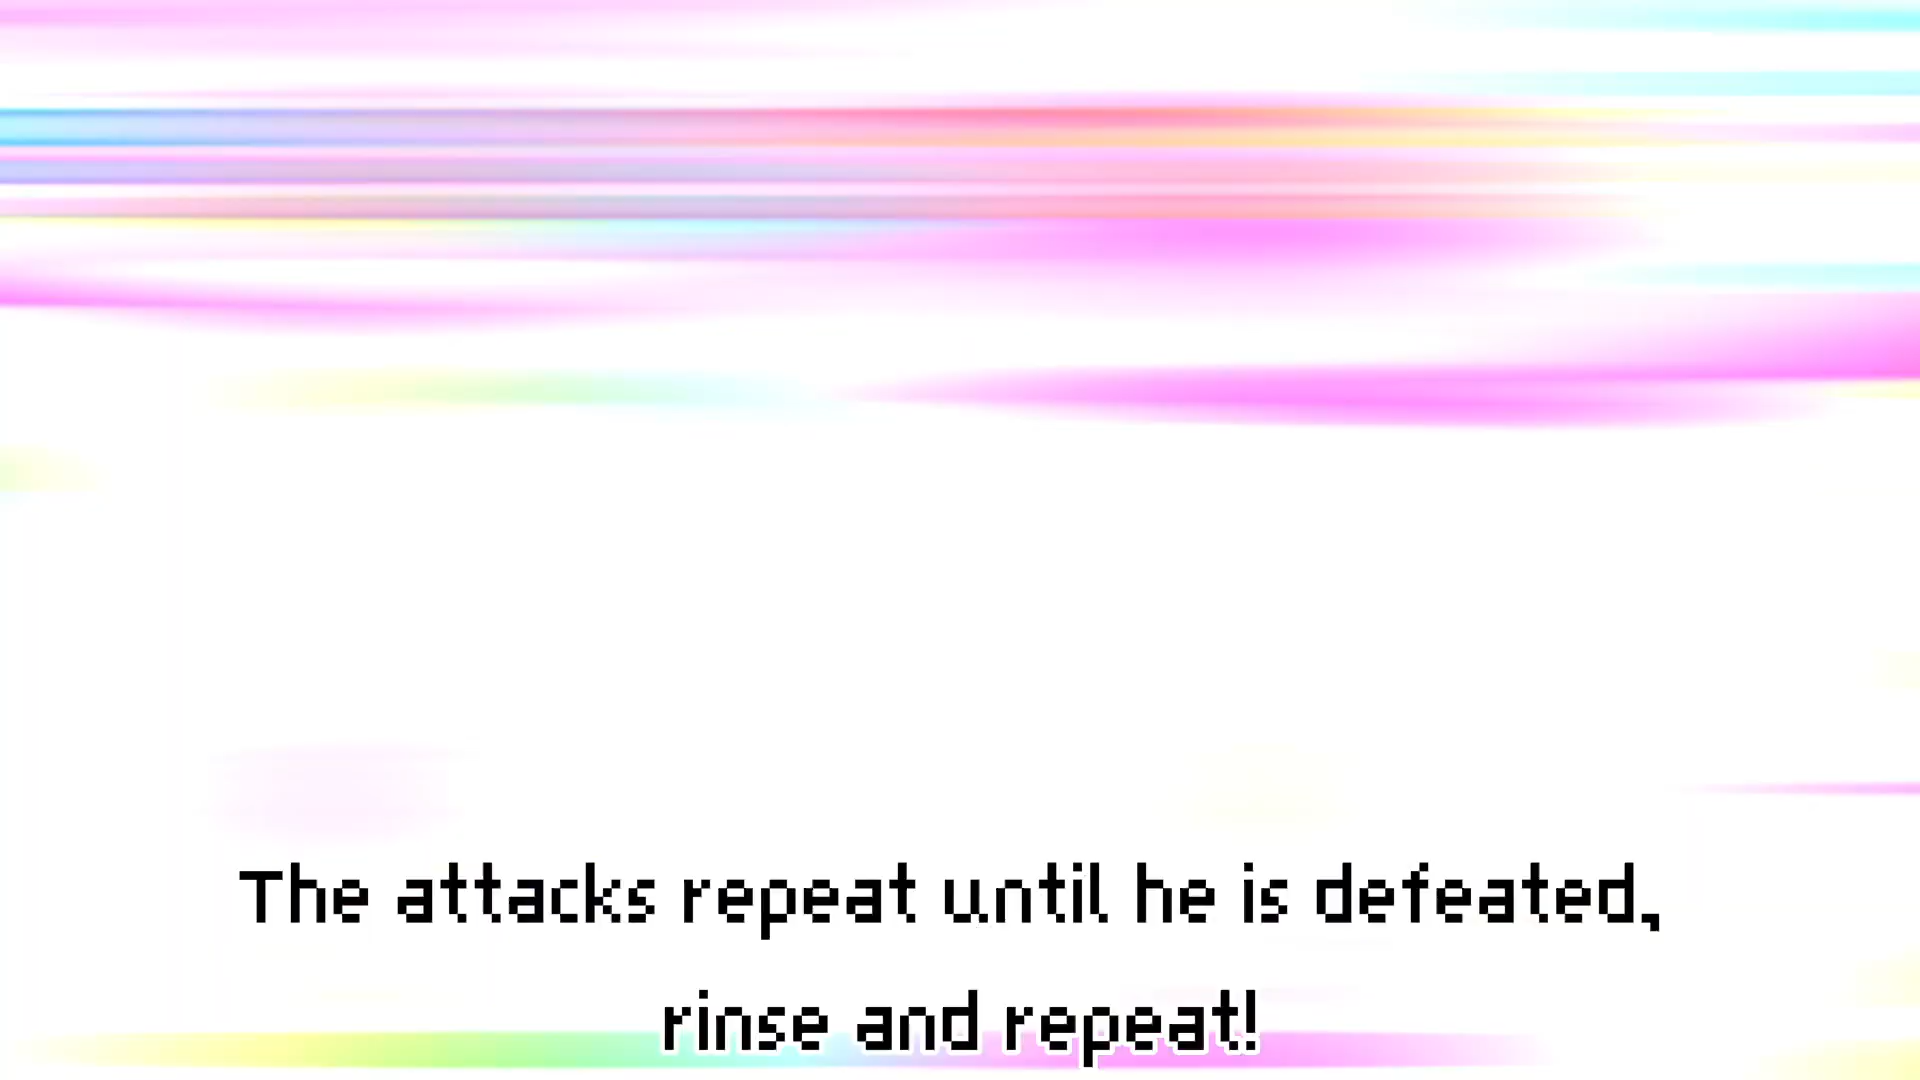 The attacks repeat until he is defeated,
rinse and repeat!